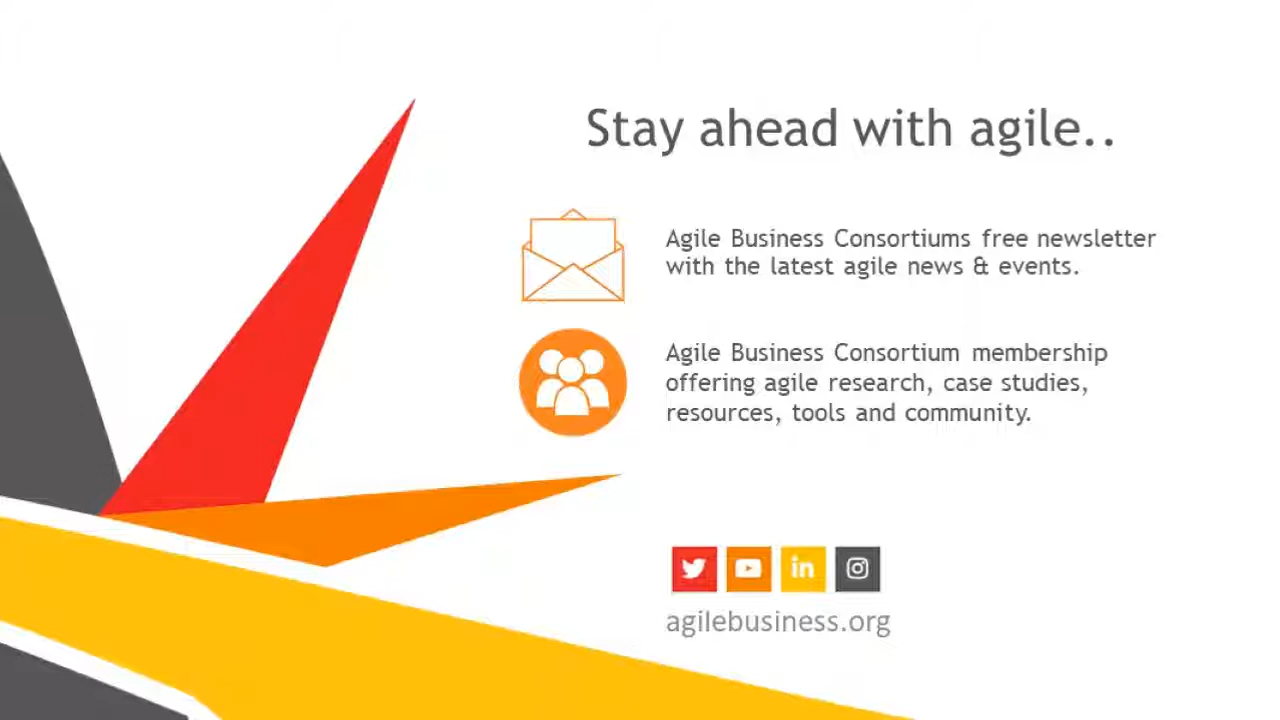 Stay ahead with agile..
Agile Business Consortiums free newsletter
with the latest agile news & events.
Agile Business Consortium membership
offering agile research, case studies,
resources, tools and community.
in
agilebusiness.org